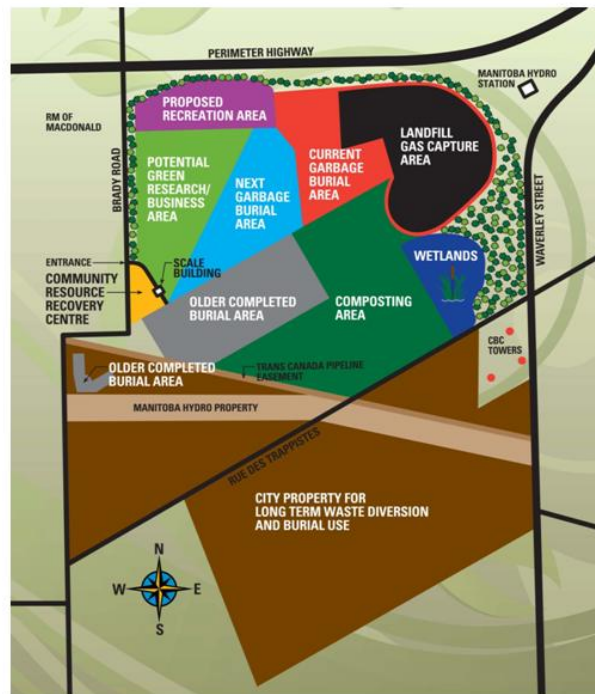 PERIMETER HIGHWAY
MANITOBA HYDRO
STATION
RM OF
MACDONALD
PROPOSED
RECREATION AREA
LANDFILL
GAS CAPTURE
AREA
CURRENT
GARBAGE
BURIAL
AREA
POTENTIAL
GREEN
RESEARCH/
BUSINESS
AREA
NEXT
GARBAGE
BURIAL
AREA
BRADY ROAD
WAVERLEY STREET
ENTRANCE
SCALE
BUILDING
WETLANDS
COMMUNITY
RESOURCE
RECOVERY
CENTRE
OLDER COMPLETED
BURIAL AREA
COMPOSTING
AREA
CBC
TOWERS
OLDER COMPLETED
BURIAL AREA
TRANS CANADA PIPELINE
EASEMENT
MANITOBA HYDRO PROPERTY
RUE DES TRAPPISTES
CITY PROPERTY FOR
LONG TERM WASTE DIVERSION
AND BURIAL USE
N
W
E
S